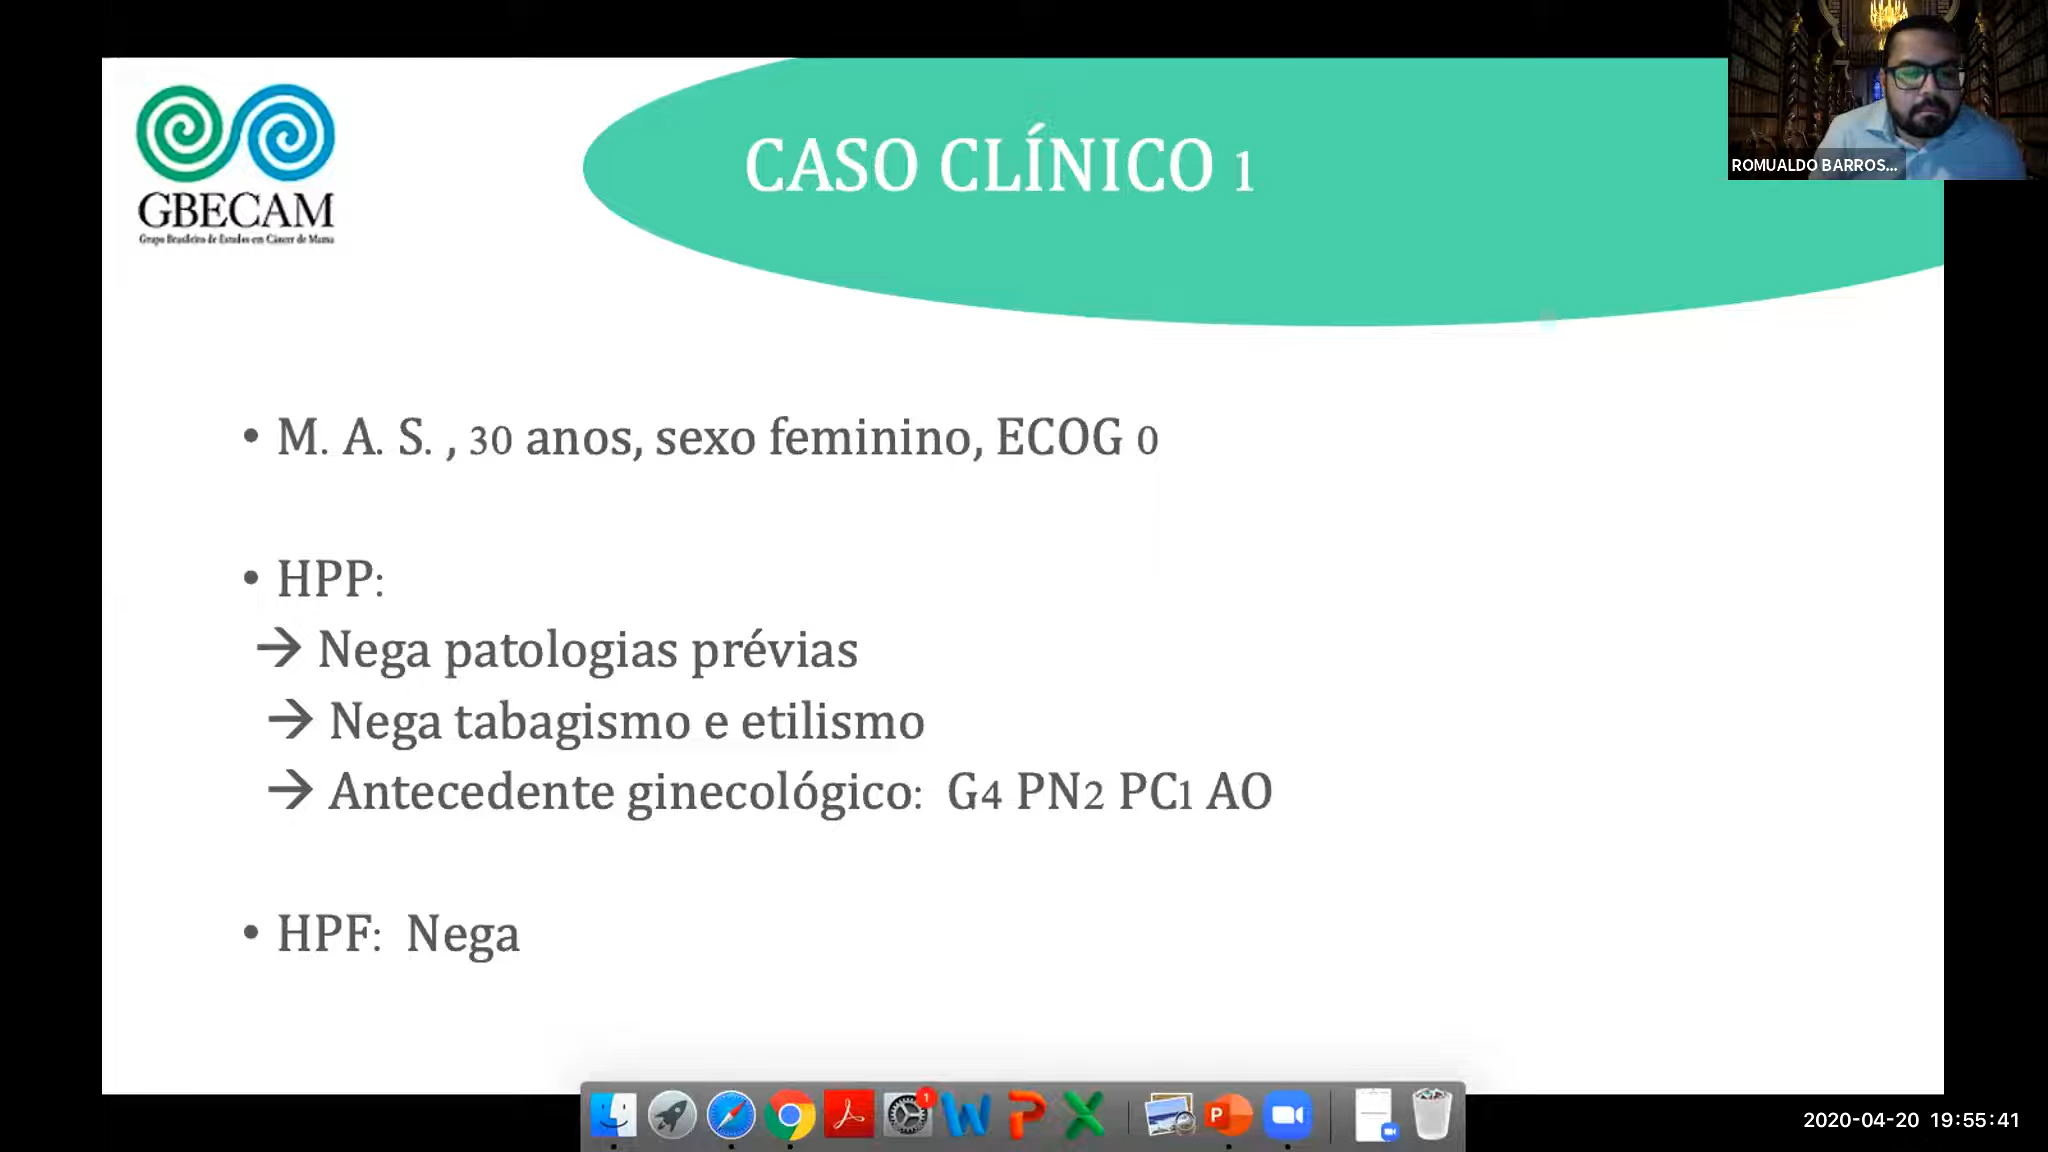 GBECAM
Grupo Brasileiro de Estudos em Câncer de Mama
CASO CLÍNICO 1
ROMUALDO BARROS...
• M. A. S. , 30 anos, sexo feminino, ECOG 0
• HPP:
→ Nega patologias prévias
→ Nega tabagismo e etilismo
→ Antecedente ginecológico: G4 PN2 PC1 AO
• HPF: Nega
1
P
2020-04-20 19:55:41